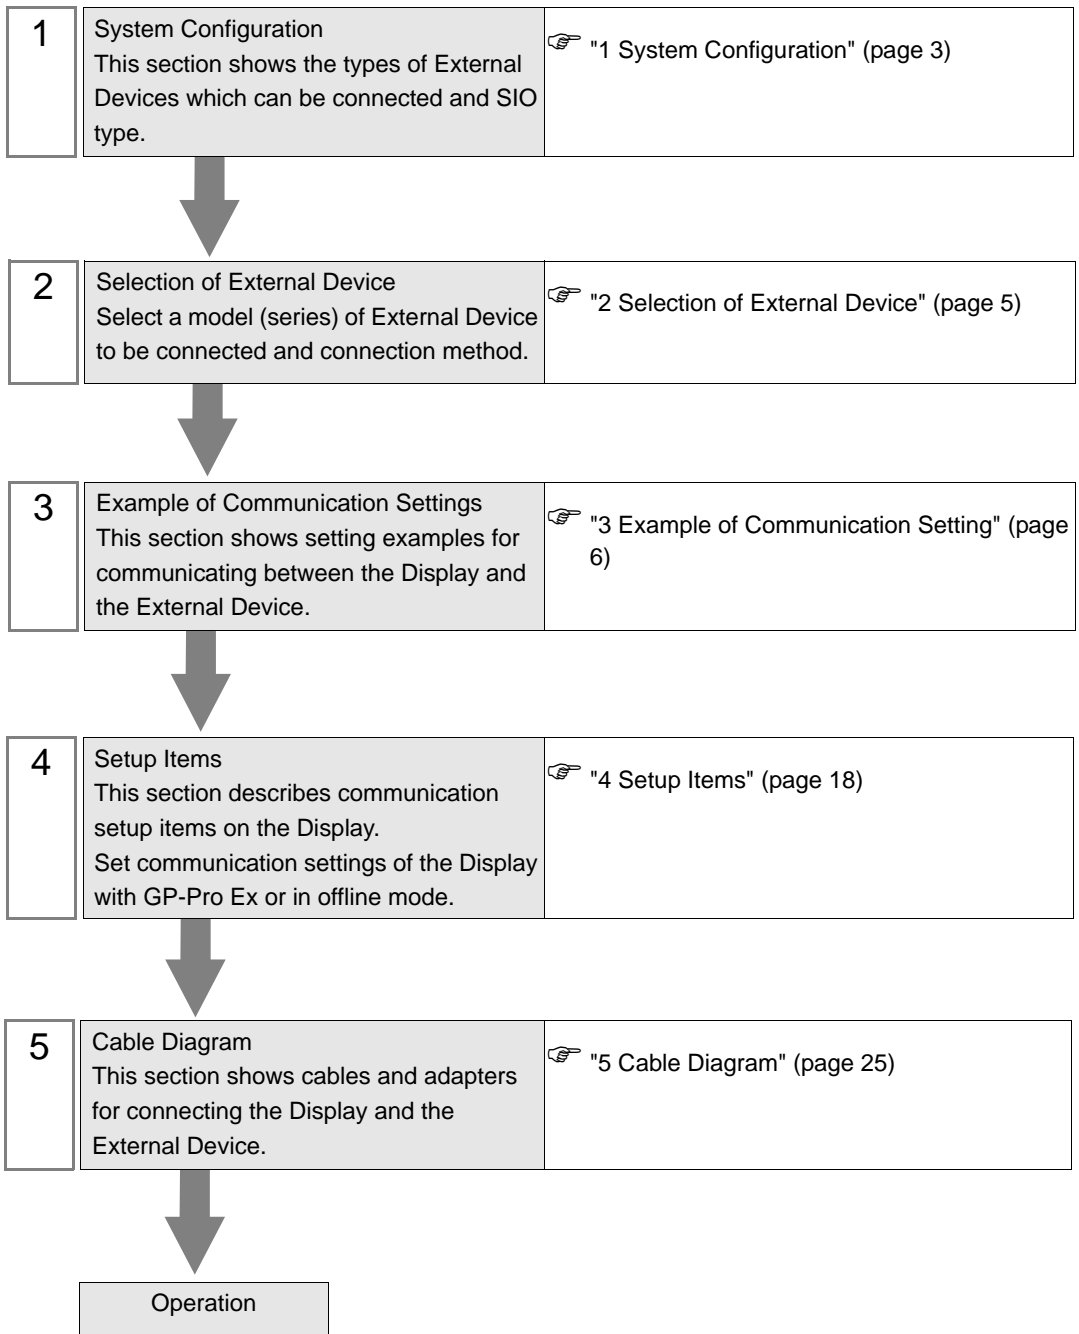 1
System Configuration
This section shows the types of External
Devices which can be connected and SIO
type.
"1 System Configuration" (page 3)
2
Selection of External Device
Select a model (series) of External Device
to be connected and connection method.
"2 Selection of External Device" (page 5)
3
Example of Communication Settings
This section shows setting examples for
communicating between the Display and
the External Device.
"3 Example of Communication Setting" (page
6)
4
Setup Items
This section describes communication
setup items on the Display.
Set communication settings of the Display
with GP-Pro Ex or in offline mode.
"4 Setup Items" (page 18)
5
Cable Diagram
This section shows cables and adapters
for connecting the Display and the
External Device.
"5 Cable Diagram" (page 25)
Operation